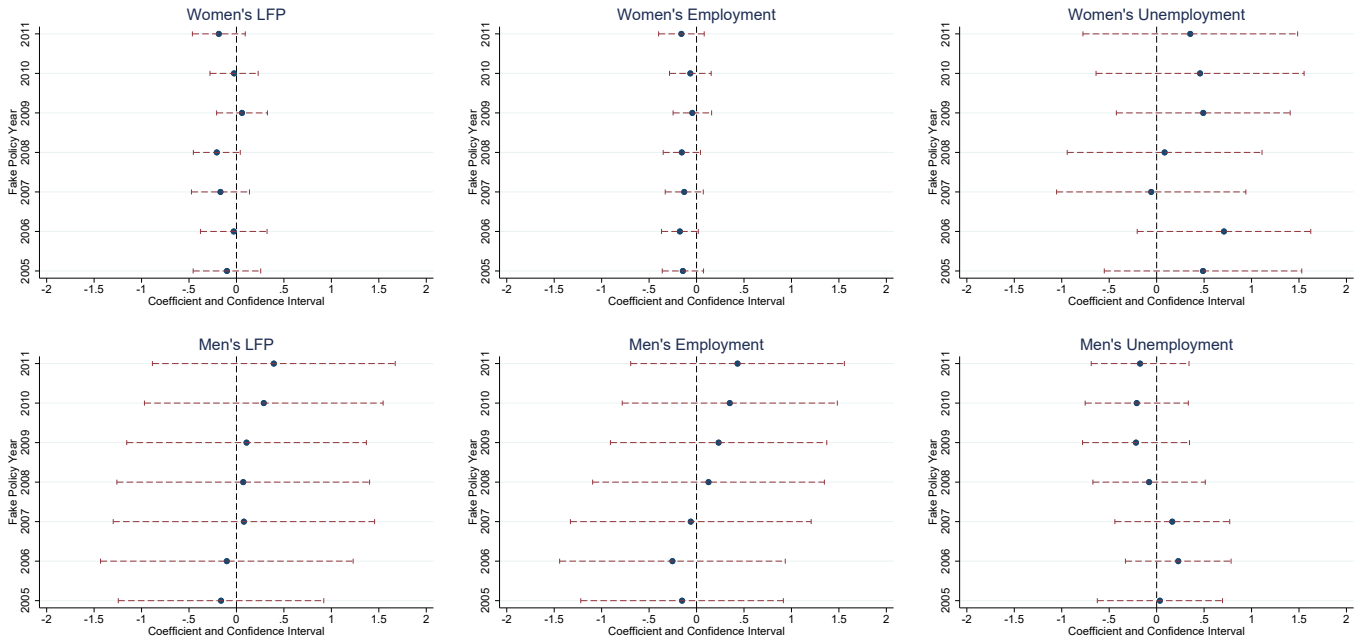 Women's LFP
Fake Policy Year
2011
2010
2009
2008
2007
2006
2005
-2 -1.5 -1 -.5 0 .5 1 1.5 2
Coefficient and Confidence Interval
Women's Employment
Fake Policy Year
2011
2010
2009
2008
2007
2006
2005
-2 -1.5 -1 -.5 0 .5 1 1.5 2
Coefficient and Confidence Interval
Women's Unemployment
Fake Policy Year
2011
2010
2009
2008
2007
2006
2005
-2 -1.5 -1 -.5 0 .5 1 1.5 2
Coefficient and Confidence Interval
Men's LFP
Fake Policy Year
2011
2010
2009
2008
2007
2006
2005
-2 -1.5 -1 -.5 0 .5 1 1.5 2
Coefficient and Confidence Interval
Men's Employment
Fake Policy Year
2011
2010
2009
2008
2007
2006
2005
-2 -1.5 -1 -.5 0 .5 1 1.5 2
Coefficient and Confidence Interval
Men's Unemployment
Fake Policy Year
2011
2010
2009
2008
2007
2006
2005
-2 -1.5 -1 -.5 0 .5 1 1.5 2
Coefficient and Confidence Interval